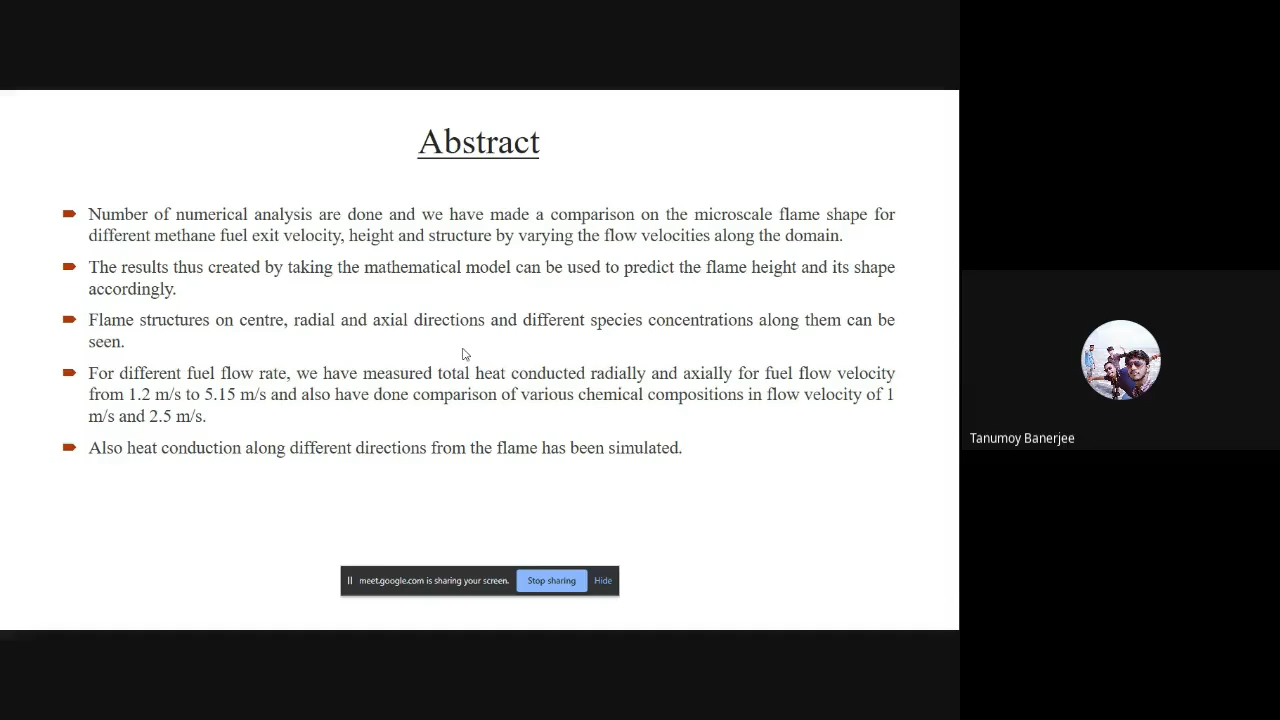 Abstract
Number of numerical analysis are done and we have made a comparison on the microscale flame shape for
different methane fuel exit velocity, height and structure by varying the flow velocities along the domain.
The results thus created by taking the mathematical model can be used to predict the flame height and its shape
accordingly.
Flame structures on centre, radial and axial directions and different species concentrations along them can be
seen.
For different fuel flow rate, we have measured total heat conducted radially and axially for fuel flow velocity
from 1.2 m/s to 5.15 m/s and also have done comparison of various chemical compositions in flow velocity of 1
m/s and 2.5 m/s.
Also heat conduction along different directions from the flame has been simulated.
meet.google.com is sharing your screen. Stop sharing Hide
Tanumoy Banerjee